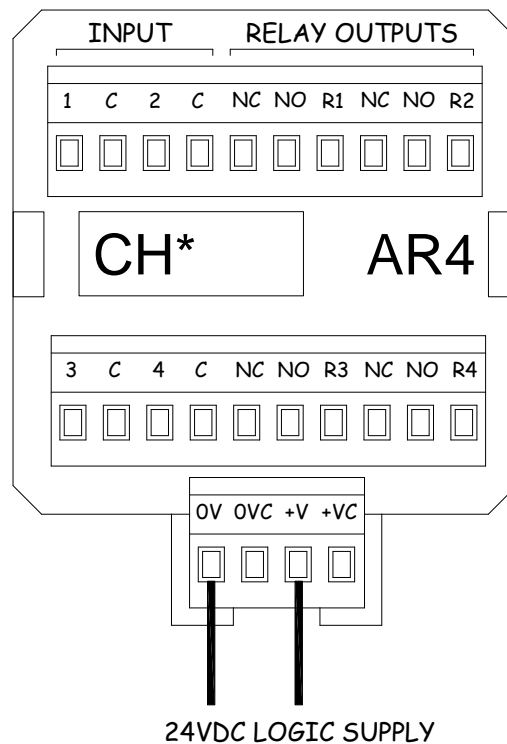 INPUT RELAY OUTPUTS
1 C 2 C NC NO R1 NC NO R2
CH* AR4
3 C 4 C NC NO R3 NC NO R4
0V 0VC +V +VC
24VDC LOGIC SUPPLY